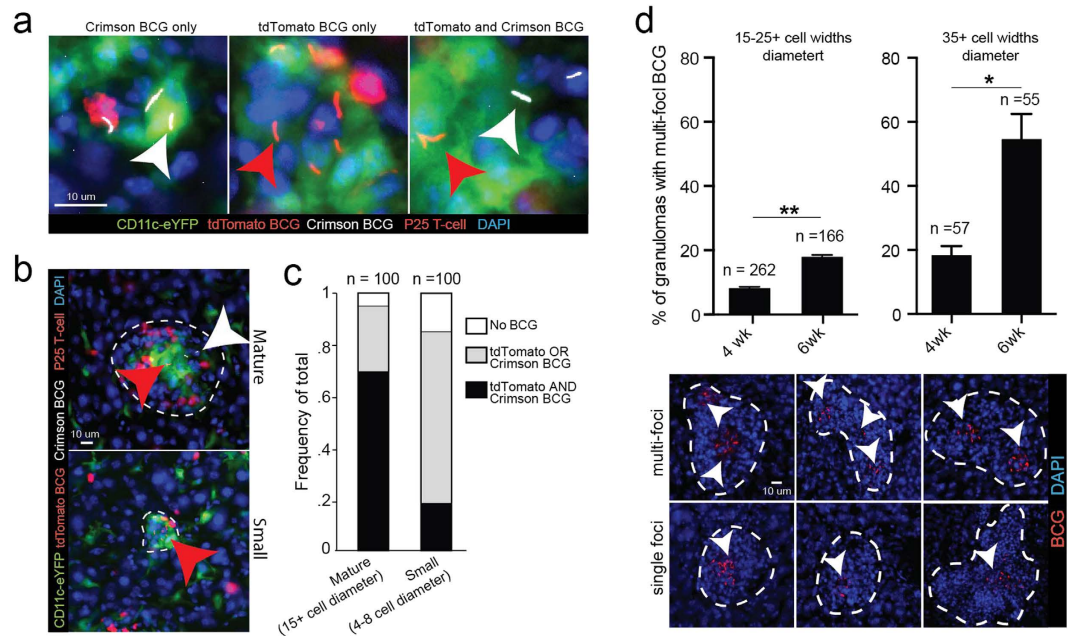 a
Crimson BCG only
tdTomato BCG only
tdTomato and Crimson BCG
10 um
CD11c-eYFP tdTomato BCG Crimson BCG P25 T-cell DAPI
b
CD11c-eYFP tdTomato BCG Crimson BCG P25 T-cell DAPI
Mature
10 um
Small
c
n = 100
n =100
Frequency of total
1
.8
.6
.4
.2
0
Mature
(15+ cell diameter)
Small
(4-8 cell diameter)
No BCG
tdTomato OR
Crimson BCG
tdTomato AND
Crimson BCG
d
% of granulomas with multi-foci BCG
15-25+ cell widths
diametert
80
60
40
20
0
**
n = 262
n =166
4 wk
6wk
35+ cell widths
diameter
80
60
40
20
0
*
n =57
n =55
4wk
6wk
multi-foci
10 um
single foci
BCG DAPI